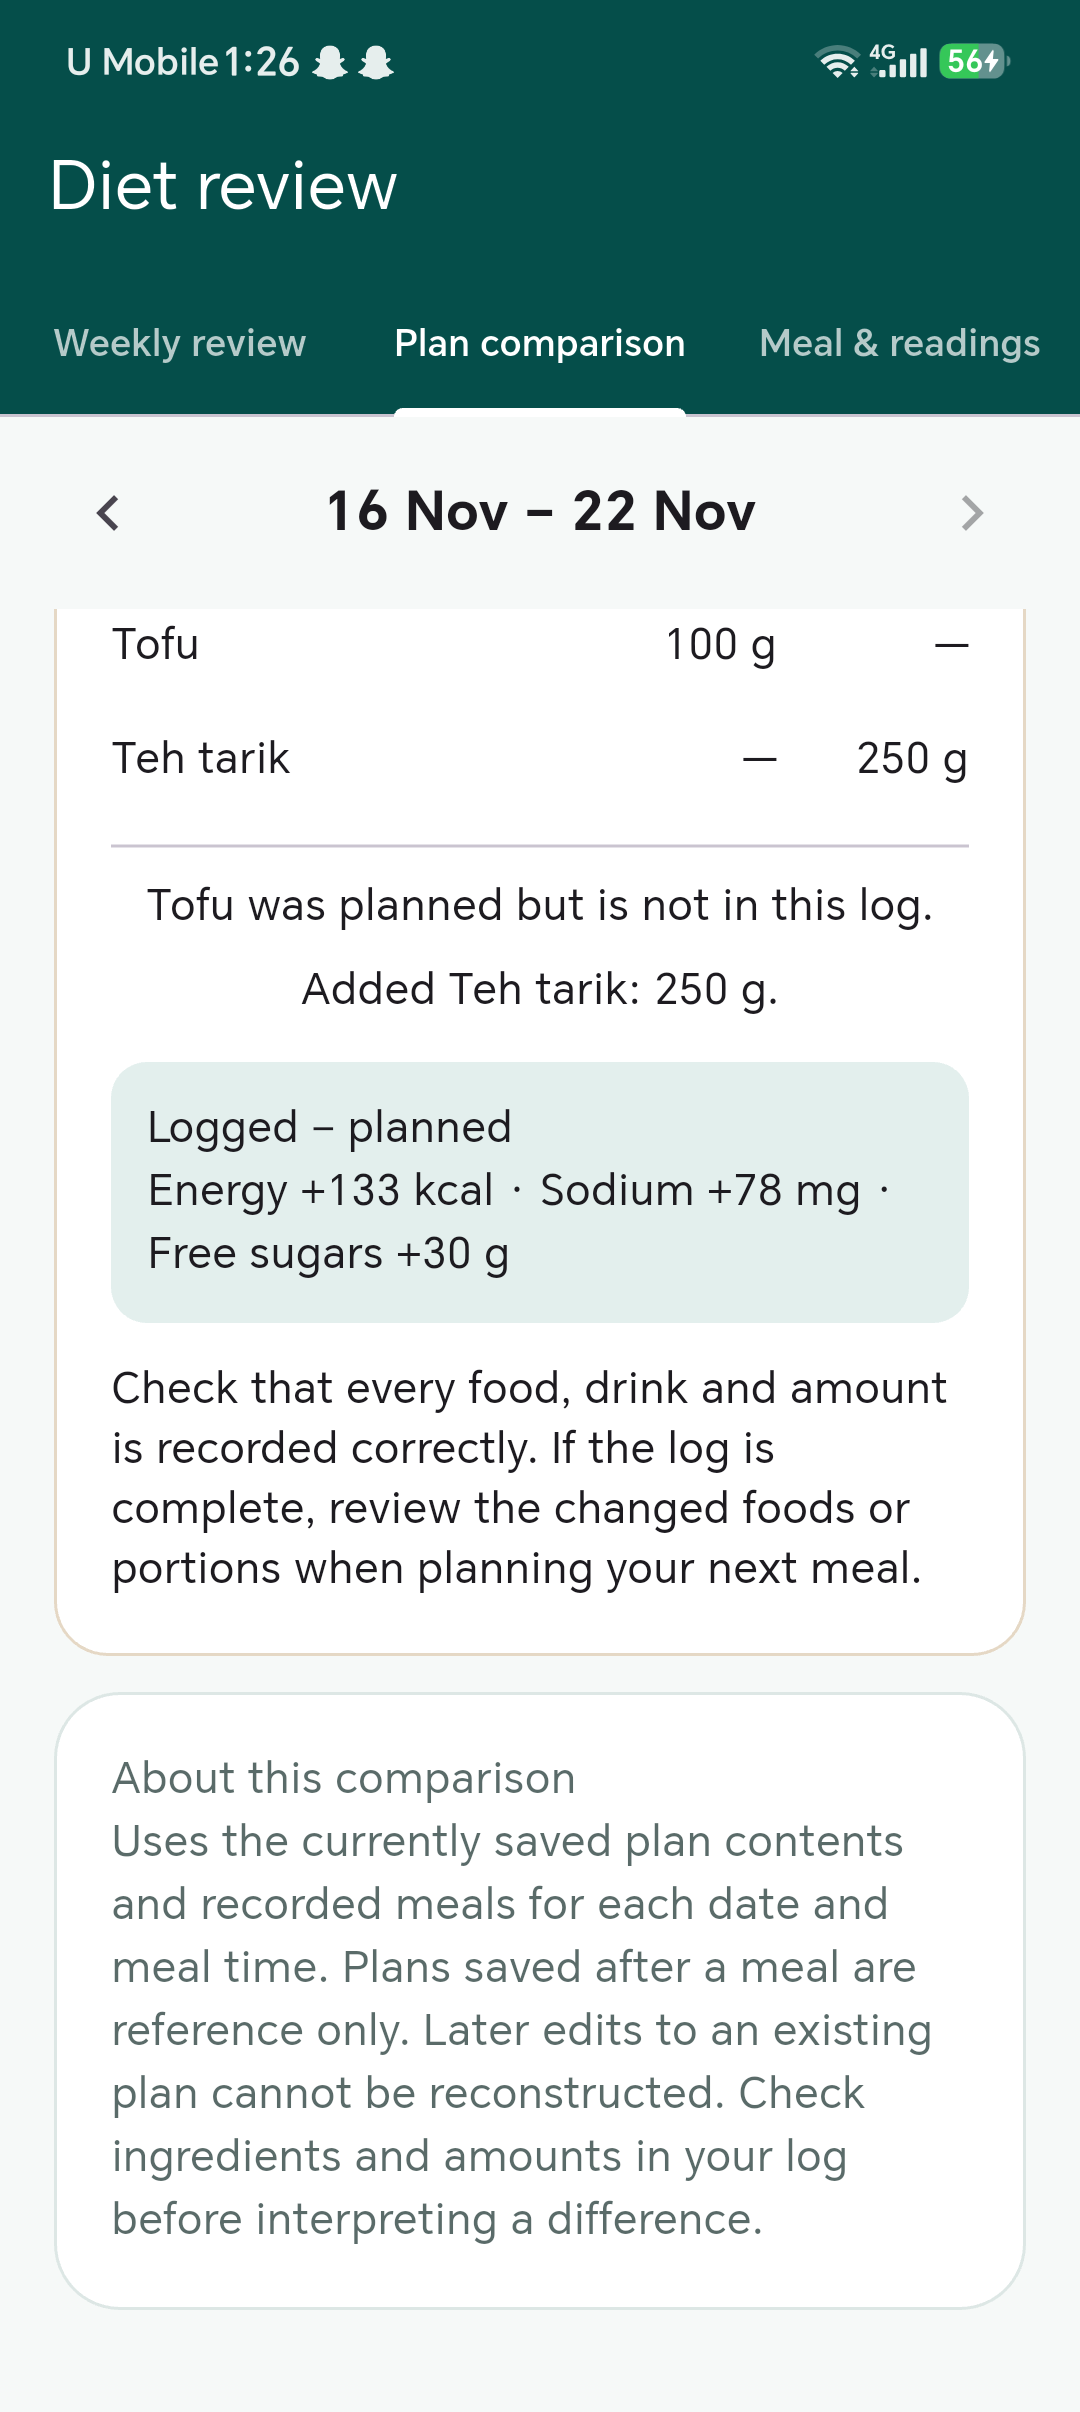 U Mobile 1:26
4G
56
Diet review
Weekly review Plan comparison Meal & readings
16 Nov – 22 Nov
Tofu 100 g —
Teh tarik — 250 g
Tofu was planned but is not in this log.
Added Teh tarik: 250 g.
Logged – planned
Energy +133 kcal · Sodium +78 mg ·
Free sugars +30 g
Check that every food, drink and amount
is recorded correctly. If the log is
complete, review the changed foods or
portions when planning your next meal.
About this comparison
Uses the currently saved plan contents
and recorded meals for each date and
meal time. Plans saved after a meal are
reference only. Later edits to an existing
plan cannot be reconstructed. Check
ingredients and amounts in your log
before interpreting a difference.